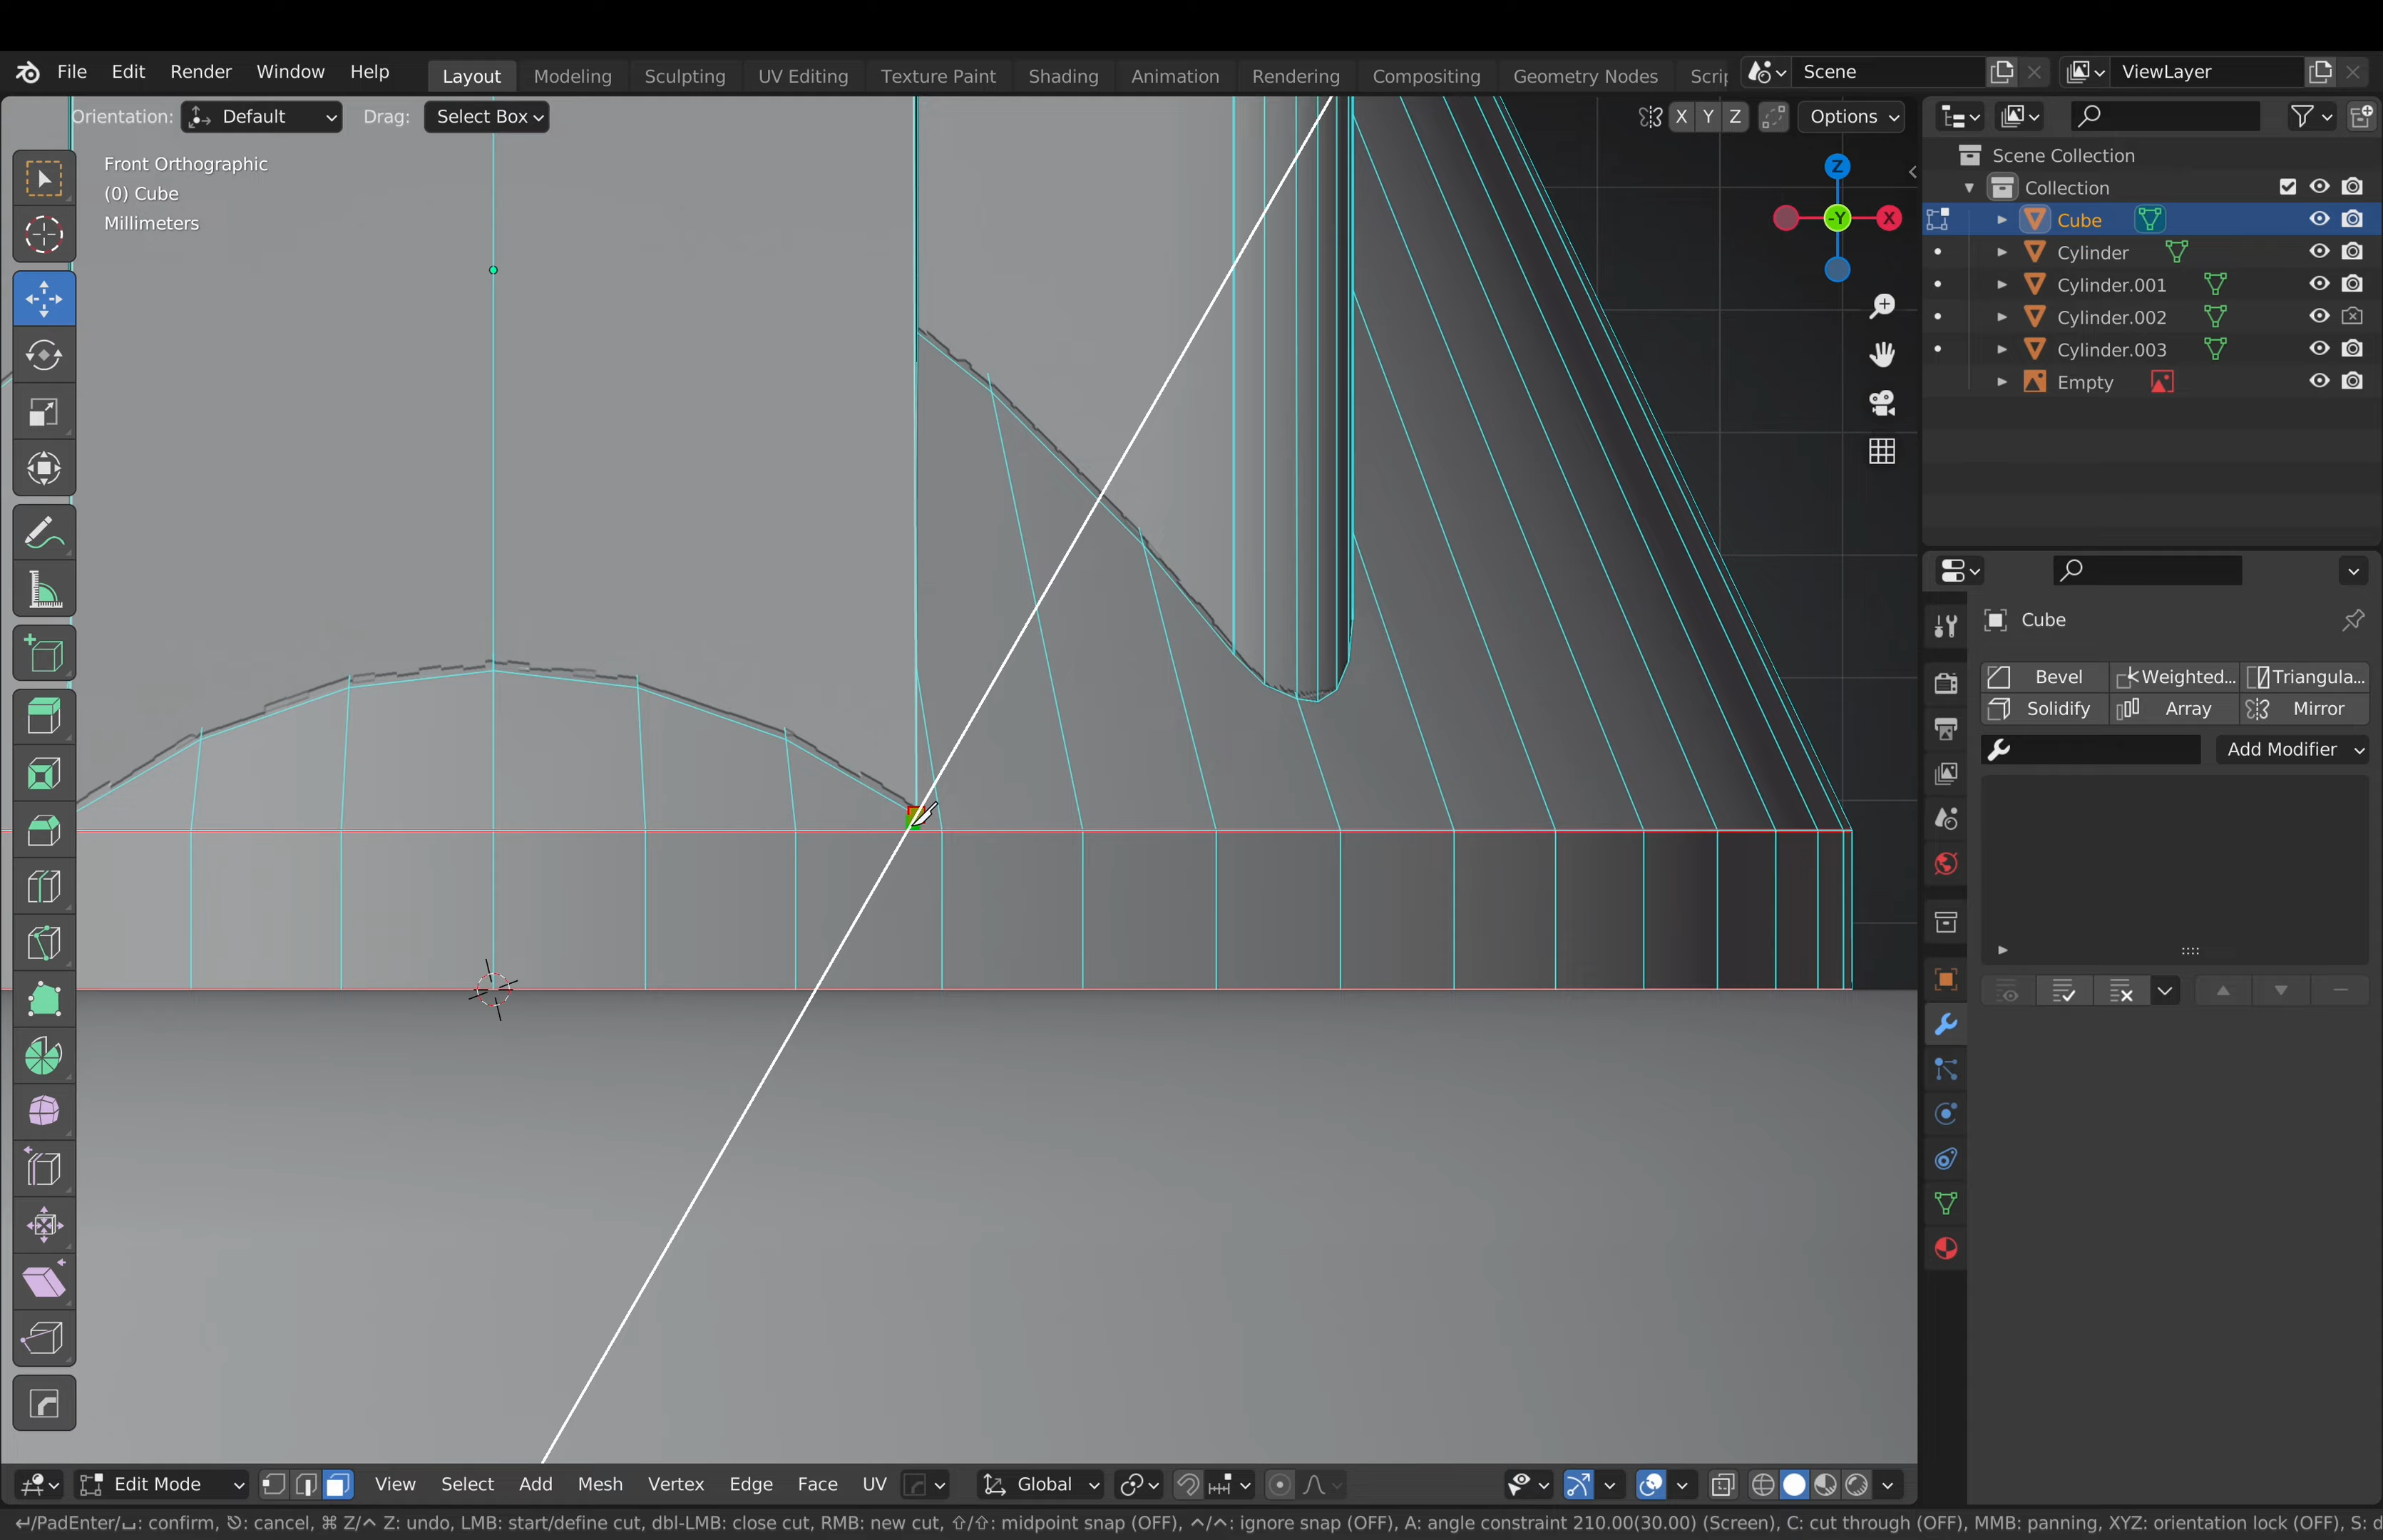 File Edit Render Window Help Layout Modeling Sculpting UV Editing Texture Paint Shading Animation Rendering Compositing Geometry Nodes Scrip Scene ViewLayer
Orientation: Default Drag: Select Box X Y Z Options
Front Orthographic
(0) Cube
Millimeters
Z
-Y X
Scene Collection
Collection
Cube
Cylinder
Cylinder.001
Cylinder.002
Cylinder.003
Empty
Cube
Bevel Weighted... Triangula...
Solidify Array Mirror
Add Modifier
Edit Mode View Select Add Mesh Vertex Edge Face UV Global
↵/PadEnter/␣: confirm, ⎋: cancel, ⌘ Z/^ Z: undo, LMB: start/define cut, dbl-LMB: close cut, RMB: new cut, ⇧/⇧: midpoint snap (OFF), ^/^: ignore snap (OFF), A: angle constraint 210.00(30.00) (Screen), C: cut through (OFF), MMB: panning, XYZ: orientation lock (OFF), S: d